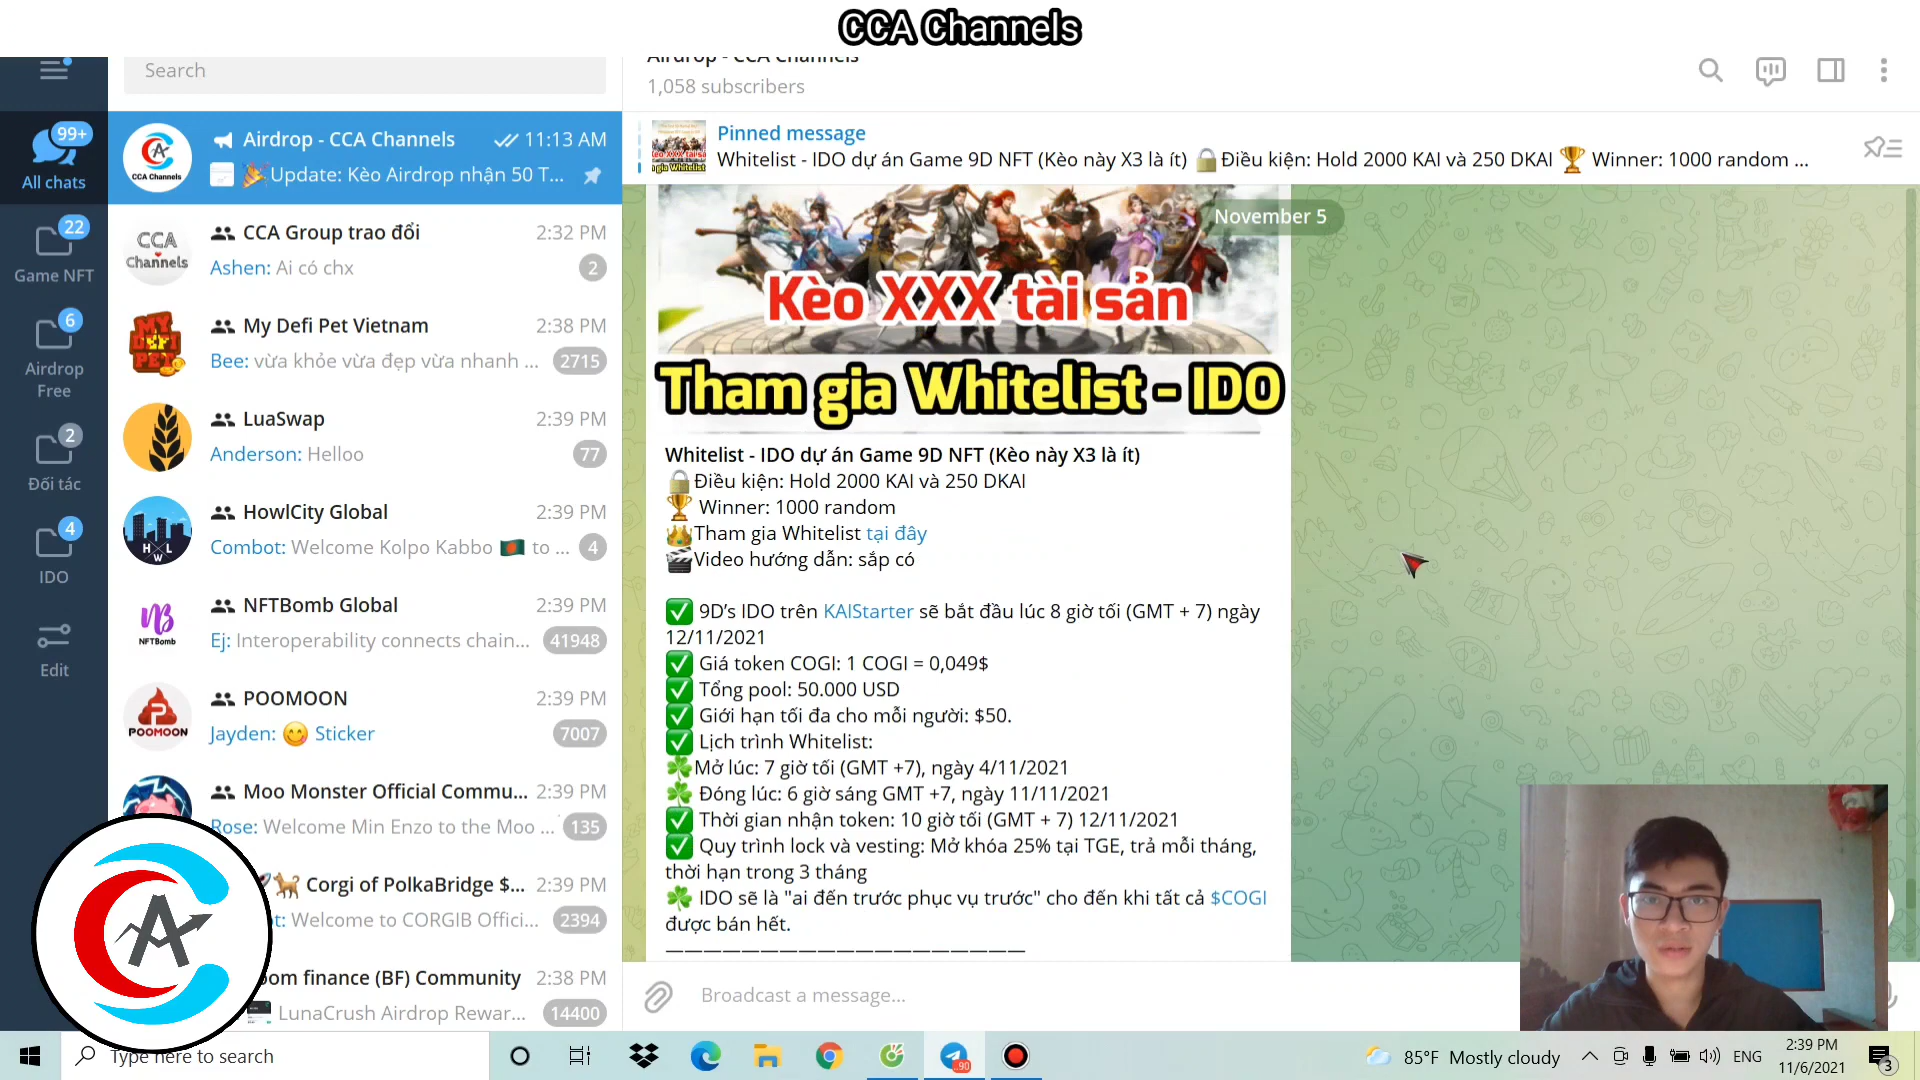 CCA Channels
Search
Airdrop - CCA Channels
1,058 subscribers
99+
All chats
22
Game NFT
6
Airdrop
Free
2
Đối tác
4
IDO
Edit
Airdrop - CCA Channels 11:13 AM
Update: Kèo Airdrop nhận 50 T...
CCA Channels
CCA Group trao đổi 2:32 PM
Ashen: Ai có chx 2
CCA
Channels
My Defi Pet Vietnam 2:38 PM
Bee: vừa khỏe vừa đẹp vừa nhanh ... 2715
MY
DEFI
PET
LuaSwap 2:39 PM
Anderson: Helloo 77
HowlCity Global 2:39 PM
Combot: Welcome Kolpo Kabbo 🇧🇩 to ... 4
H L
W
NFTBomb Global 2:39 PM
Ej: Interoperability connects chain... 41948
NB
NFTBomb
POOMOON 2:39 PM
Jayden: 😋 Sticker 7007
POOMOON
Moo Monster Official Commu... 2:39 PM
Rose: Welcome Min Enzo to the Moo ... 135
Corgi of PolkaBridge $... 2:39 PM
t: Welcome to CORGIB Offici... 2394
om finance (BF) Community 2:38 PM
LunaCrush Airdrop Rewar... 14400
Pinned message
Whitelist - IDO dự án Game 9D NFT (Kèo này X3 là ít) 🔒Điều kiện: Hold 2000 KAI và 250 DKAI 🏆 Winner: 1000 random ...
November 5
Kèo XXX tài sản
Tham gia Whitelist - IDO
Whitelist - IDO dự án Game 9D NFT (Kèo này X3 là ít)
🔒Điều kiện: Hold 2000 KAI và 250 DKAI
🏆 Winner: 1000 random
👑Tham gia Whitelist tại đây
🎬Video hướng dẫn: sắp có
✅ 9D’s IDO trên KAIStarter sẽ bắt đầu lúc 8 giờ tối (GMT + 7) ngày
12/11/2021
✅ Giá token COGI: 1 COGI = 0,049$
✅ Tổng pool: 50.000 USD
✅ Giới hạn tối đa cho mỗi người: $50.
✅ Lịch trình Whitelist:
🍀Mở lúc: 7 giờ tối (GMT +7), ngày 4/11/2021
🍀 Đóng lúc: 6 giờ sáng GMT +7, ngày 11/11/2021
✅ Thời gian nhận token: 10 giờ tối (GMT + 7) 12/11/2021
✅ Quy trình lock và vesting: Mở khóa 25% tại TGE, trả mỗi tháng,
thời hạn trong 3 tháng
🍀 IDO sẽ là "ai đến trước phục vụ trước" cho đến khi tất cả $COGI
được bán hết.
———————————————————
Broadcast a message...
Type here to search
90
85°F Mostly cloudy
ENG
2:39 PM
11/6/2021
3